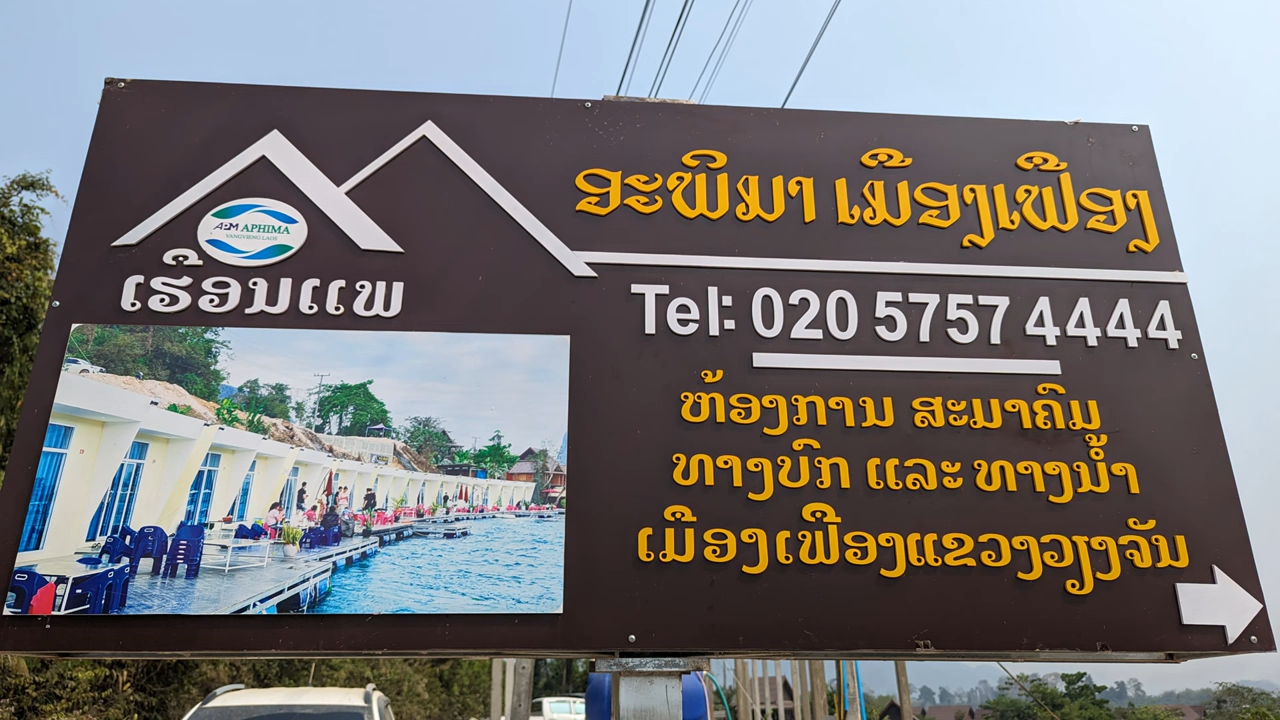 APM APHIMA
VANGVIENG LAOS
ເຮືອນແພ
ອະພິມາ ເມືອງເຟືອງ
Tel: 020 5757 4444
ຫ້ອງການ ສະມາຄົມ
ທາງບົກ ແລະ ທາງນ້ຳ
ເມືອງເຟືອງແຂວງວຽງຈັນ